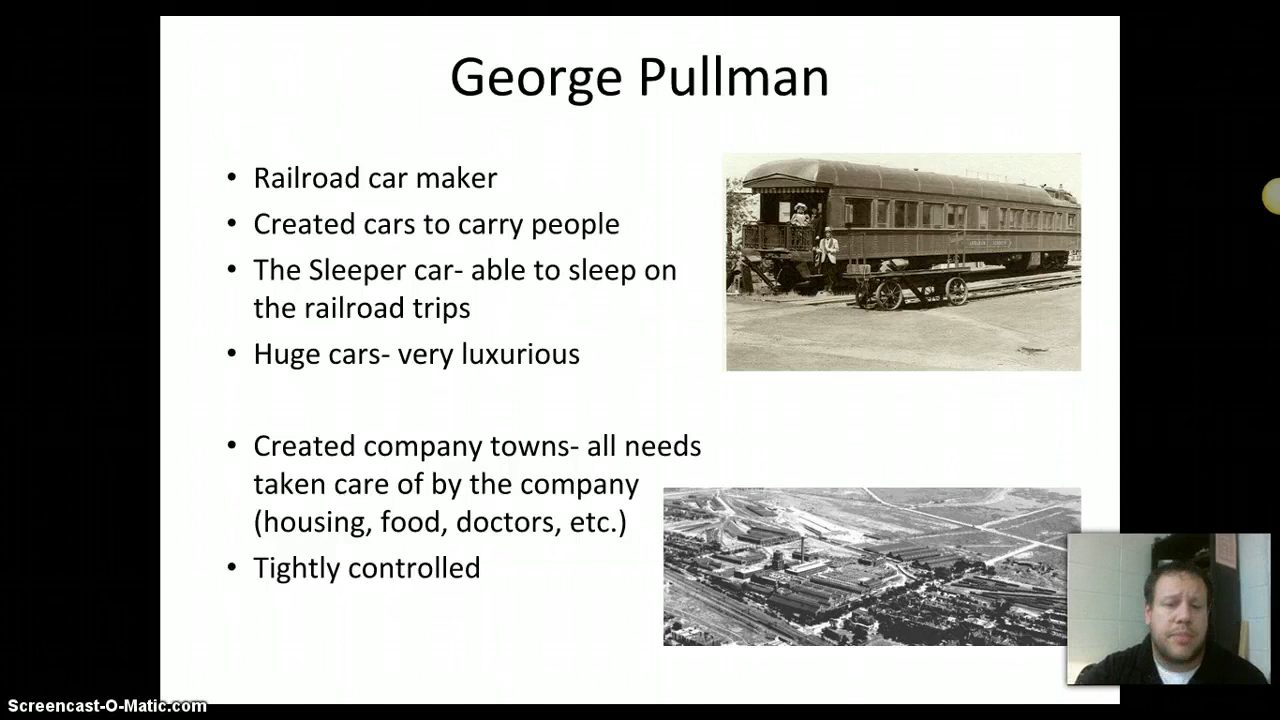 George Pullman
• Railroad car maker
• Created cars to carry people
• The Sleeper car- able to sleep on
the railroad trips
• Huge cars- very luxurious
• Created company towns- all needs
taken care of by the company
(housing, food, doctors, etc.)
• Tightly controlled
Screencast-O-Matic.com